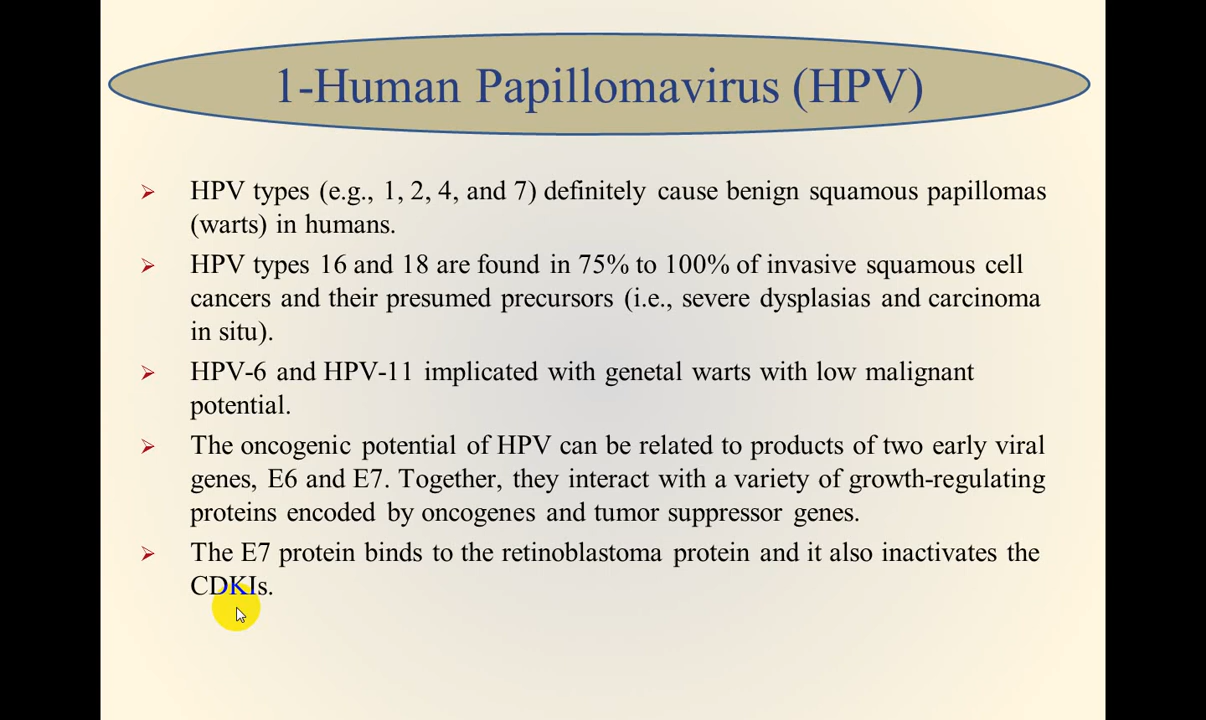 1-Human Papillomavirus (HPV)
HPV types (e.g., 1, 2, 4, and 7) definitely cause benign squamous papillomas
(warts) in humans.
HPV types 16 and 18 are found in 75% to 100% of invasive squamous cell
cancers and their presumed precursors (i.e., severe dysplasias and carcinoma
in situ).
HPV-6 and HPV-11 implicated with genetal warts with low malignant
potential.
The oncogenic potential of HPV can be related to products of two early viral
genes, E6 and E7. Together, they interact with a variety of growth-regulating
proteins encoded by oncogenes and tumor suppressor genes.
The E7 protein binds to the retinoblastoma protein and it also inactivates the
CDKIs.